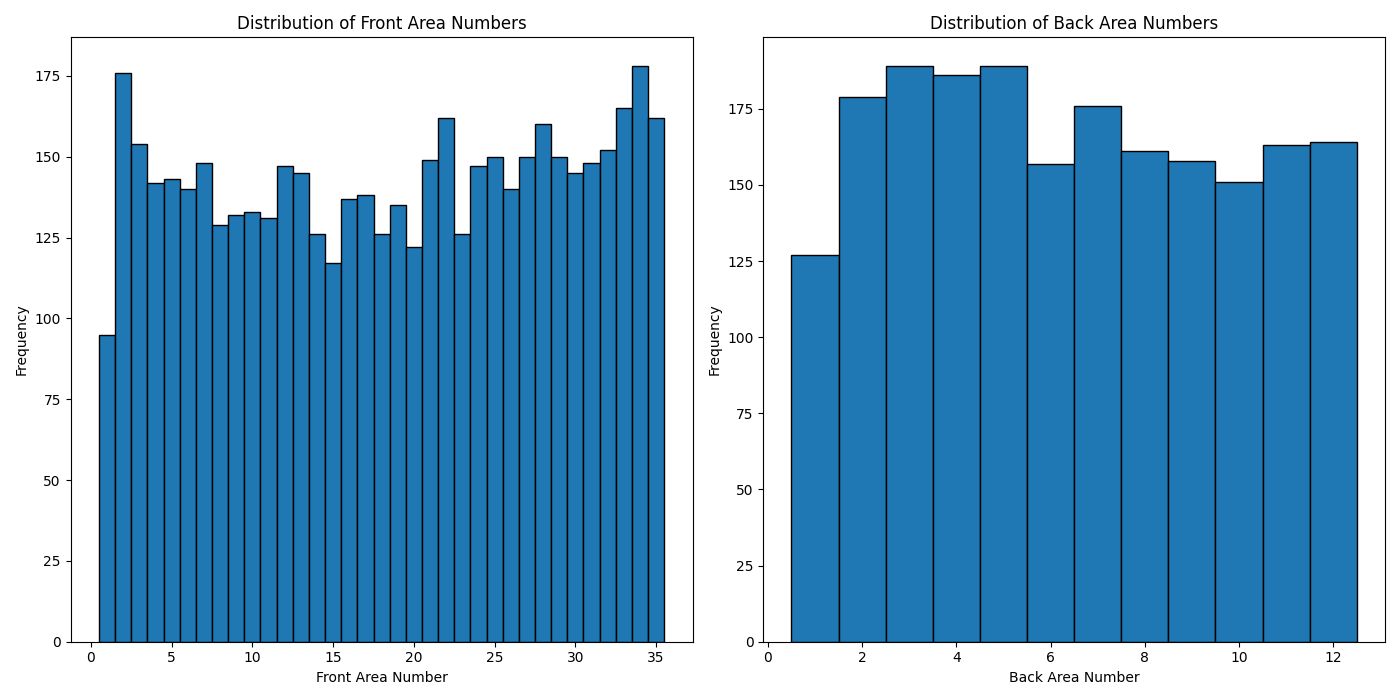 Distribution of Front Area Numbers
Frequency
175
150
125
100
75
50
25
0
0 5 10 15 20 25 30 35
Front Area Number
Distribution of Back Area Numbers
Frequency
175
150
125
100
75
50
25
0
0 2 4 6 8 10 12
Back Area Number